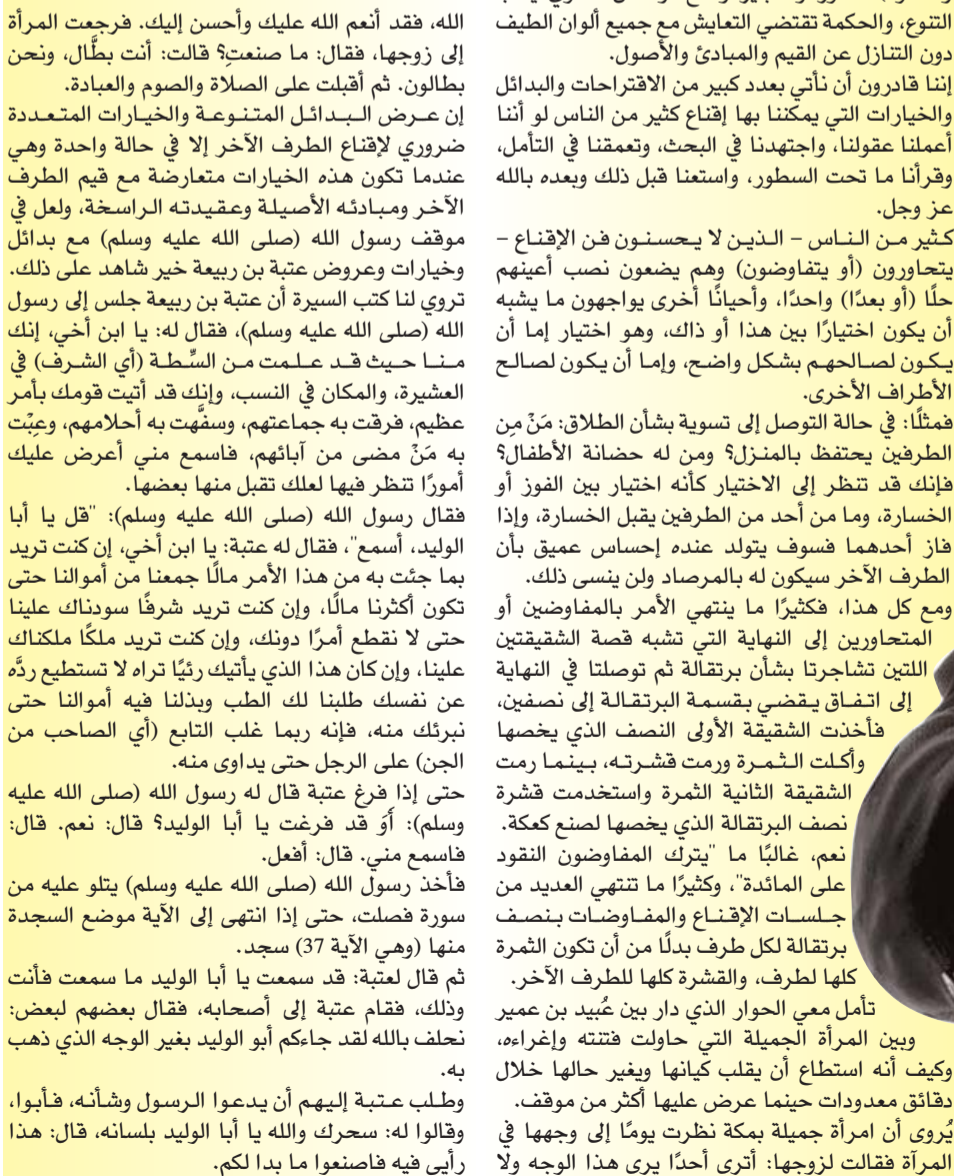 التنوع، والحكمة تقتضي التعايش مع جميع ألوان الطيف
دون التنازل عن القيم والمبادئ والأصول.
إننا قادرون أن نأتي بعدد كبير من الاقتراحات والبدائل
والخيارات التي يمكننا بها إقناع كثير من الناس لو أننا
أعملنا عقولنا، واجتهدنا في البحث، وتعمقنا في التأمل،
وقرأنا ما تحت السطور، واستعنا قبل ذلك وبعده بالله
عز وجل.
كثير من الناس – الذين لا يحسنون فن الإقناع –
يتحاورون (أو يتفاوضون) وهم يضعون نصب أعينهم
حلًا (أو بعدًا) واحدًا، وأحيانًا أخرى يواجهون ما يشبه
أن يكون اختيارًا بين هذا أو ذاك، وهو اختيار إما أن
يكون لصالحهم بشكل واضح، وإما أن يكون لصالح
الأطراف الأخرى.
فمثلًا: في حالة التوصل إلى تسوية بشأن الطلاق: مَنْ مِن
الطرفين يحتفظ بالمنزل؟ ومن له حضانة الأطفال؟
فإنك قد تنظر إلى الاختيار كأنه اختيار بين الفوز أو
الخسارة، وما من أحد من الطرفين يقبل الخسارة، وإذا
فاز أحدهما فسوف يتولد عنده إحساس عميق بأن
الطرف الآخر سيكون له بالمرصاد ولن ينسى ذلك.
ومع كل هذا، فكثيرًا ما ينتهي الأمر بالمفاوضين أو
المتحاورين إلى النهاية التي تشبه قصة الشقيقتين
اللتين تشاجرتا بشأن برتقالة ثم توصلتا في النهاية
إلى اتفاق يقضي بقسمة البرتقالة إلى نصفين،
فأخذت الشقيقة الأولى النصف الذي يخصها
وأكلت الثمرة ورمت قشرته، بينما رمت
الشقيقة الثانية الثمرة واستخدمت قشرة
نصف البرتقالة الذي يخصها لصنع كعكة.
نعم، غالبًا ما "يترك المفاوضون النقود
على المائدة"، وكثيرًا ما تنتهي العديد من
جلسات الإقناع والمفاوضات بنصف
برتقالة لكل طرف بدلًا من أن تكون الثمرة
كلها لطرف، والقشرة كلها للطرف الآخر.
تأمل معي الحوار الذي دار بين عُبيد بن عمير
وبين المرأة الجميلة التي حاولت فتنته وإغراءه،
وكيف أنه استطاع أن يقلب كيانها ويغير حالها خلال
دقائق معدودات حينما عرض عليها أكثر من موقف.
يُروى أن امرأة جميلة بمكة نظرت يومًا إلى وجهها في
المرآة فقالت لزوجها: أترى أحدًا يرى هذا الوجه ولا
الله، فقد أنعم الله عليك وأحسن إليك. فرجعت المرأة
إلى زوجها، فقال: ما صنعتِ؟ قالت: أنت بطَّال، ونحن
بطالون. ثم أقبلت على الصلاة والصوم والعبادة.
إن عرض البدائل المتنوعة والخيارات المتعددة
ضروري لإقناع الطرف الآخر إلا في حالة واحدة وهي
عندما تكون هذه الخيارات متعارضة مع قيم الطرف
الآخر ومبادئه الأصيلة وعقيدته الراسخة، ولعل في
موقف رسول الله (صلى الله عليه وسلم) مع بدائل
وخيارات وعروض عتبة بن ربيعة خير شاهد على ذلك.
تروي لنا كتب السيرة أن عتبة بن ربيعة جلس إلى رسول
الله (صلى الله عليه وسلم)، فقال له: يا ابن أخي، إنك
منا حيث قد علمت من السِّطة (أي الشرف) في
العشيرة، والمكان في النسب، وإنك قد أتيت قومك بأمر
عظيم، فرقت به جماعتهم، وسفَّهت به أحلامهم، وعِبْت
به مَنْ مضى من آبائهم، فاسمع مني أعرض عليك
أمورًا تنظر فيها لعلك تقبل منها بعضها.
فقال رسول الله (صلى الله عليه وسلم): "قل يا أبا
الوليد، أسمع"، فقال له عتبة: يا ابن أخي، إن كنت تريد
بما جئت به من هذا الأمر مالًا جمعنا من أموالنا حتى
تكون أكثرنا مالًا، وإن كنت تريد شرفًا سودناك علينا
حتى لا نقطع أمرًا دونك، وإن كنت تريد ملكًا ملكناك
علينا، وإن كان هذا الذي يأتيك رئيًا تراه لا تستطيع ردَّه
عن نفسك طلبنا لك الطب وبذلنا فيه أموالنا حتى
نبرئك منه، فإنه ربما غلب التابع (أي الصاحب من
الجن) على الرجل حتى يداوى منه.
حتى إذا فرغ عتبة قال له رسول الله (صلى الله عليه
وسلم): أَوَ قد فرغت يا أبا الوليد؟ قال: نعم. قال:
فاسمع مني. قال: أفعل.
فأخذ رسول الله (صلى الله عليه وسلم) يتلو عليه من
سورة فصلت، حتى إذا انتهى إلى الآية موضع السجدة
منها (وهي الآية 37) سجد.
ثم قال لعتبة: قد سمعت يا أبا الوليد ما سمعت فأنت
وذلك، فقام عتبة إلى أصحابه، فقال بعضهم لبعض:
نحلف بالله لقد جاءكم أبو الوليد بغير الوجه الذي ذهب
به.
وطلب عتبة إليهم أن يدعوا الرسول وشأنه، فأبوا،
وقالوا له: سحرك والله يا أبا الوليد بلسانه، قال: هذا
رأيي فيه فاصنعوا ما بدا لكم.